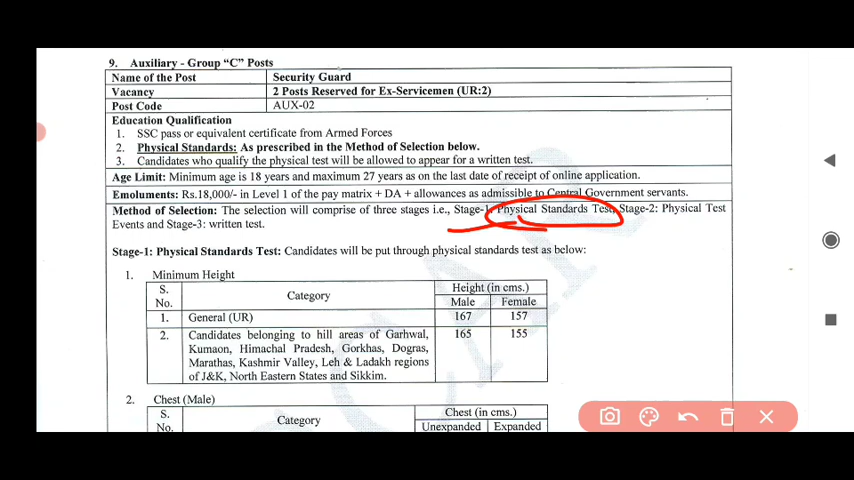 9. Auxiliary - Group “C” Posts
Name of the Post Security Guard
Vacancy 2 Posts Reserved for Ex-Servicemen (UR:2)
Post Code AUX-02
Education Qualification
1. SSC pass or equivalent certificate from Armed Forces
2. Physical Standards: As prescribed in the Method of Selection below.
3. Candidates who qualify the physical test will be allowed to appear for a written test.
Age Limit: Minimum age is 18 years and maximum 27 years as on the last date of receipt of online application.
Emoluments: Rs.18,000/- in Level 1 of the pay matrix + DA + allowances as admissible to Central Government servants.
Method of Selection: The selection will comprise of three stages i.e., Stage-1 Physical Standards Test, Stage-2: Physical Test
Events and Stage-3: written test.
Stage-1: Physical Standards Test: Candidates will be put through physical standards test as below:
1. Minimum Height
S. No. Category Height (in cms.)
Male Female
1. General (UR) 167 157
2. Candidates belonging to hill areas of Garhwal, 165 155
Kumaon, Himachal Pradesh, Gorkhas, Dogras,
Marathas, Kashmir Valley, Leh & Ladakh regions
of J&K, North Eastern States and Sikkim.
2. Chest (Male)
S. No. Category Chest (in cms.)
Unexpanded Expanded